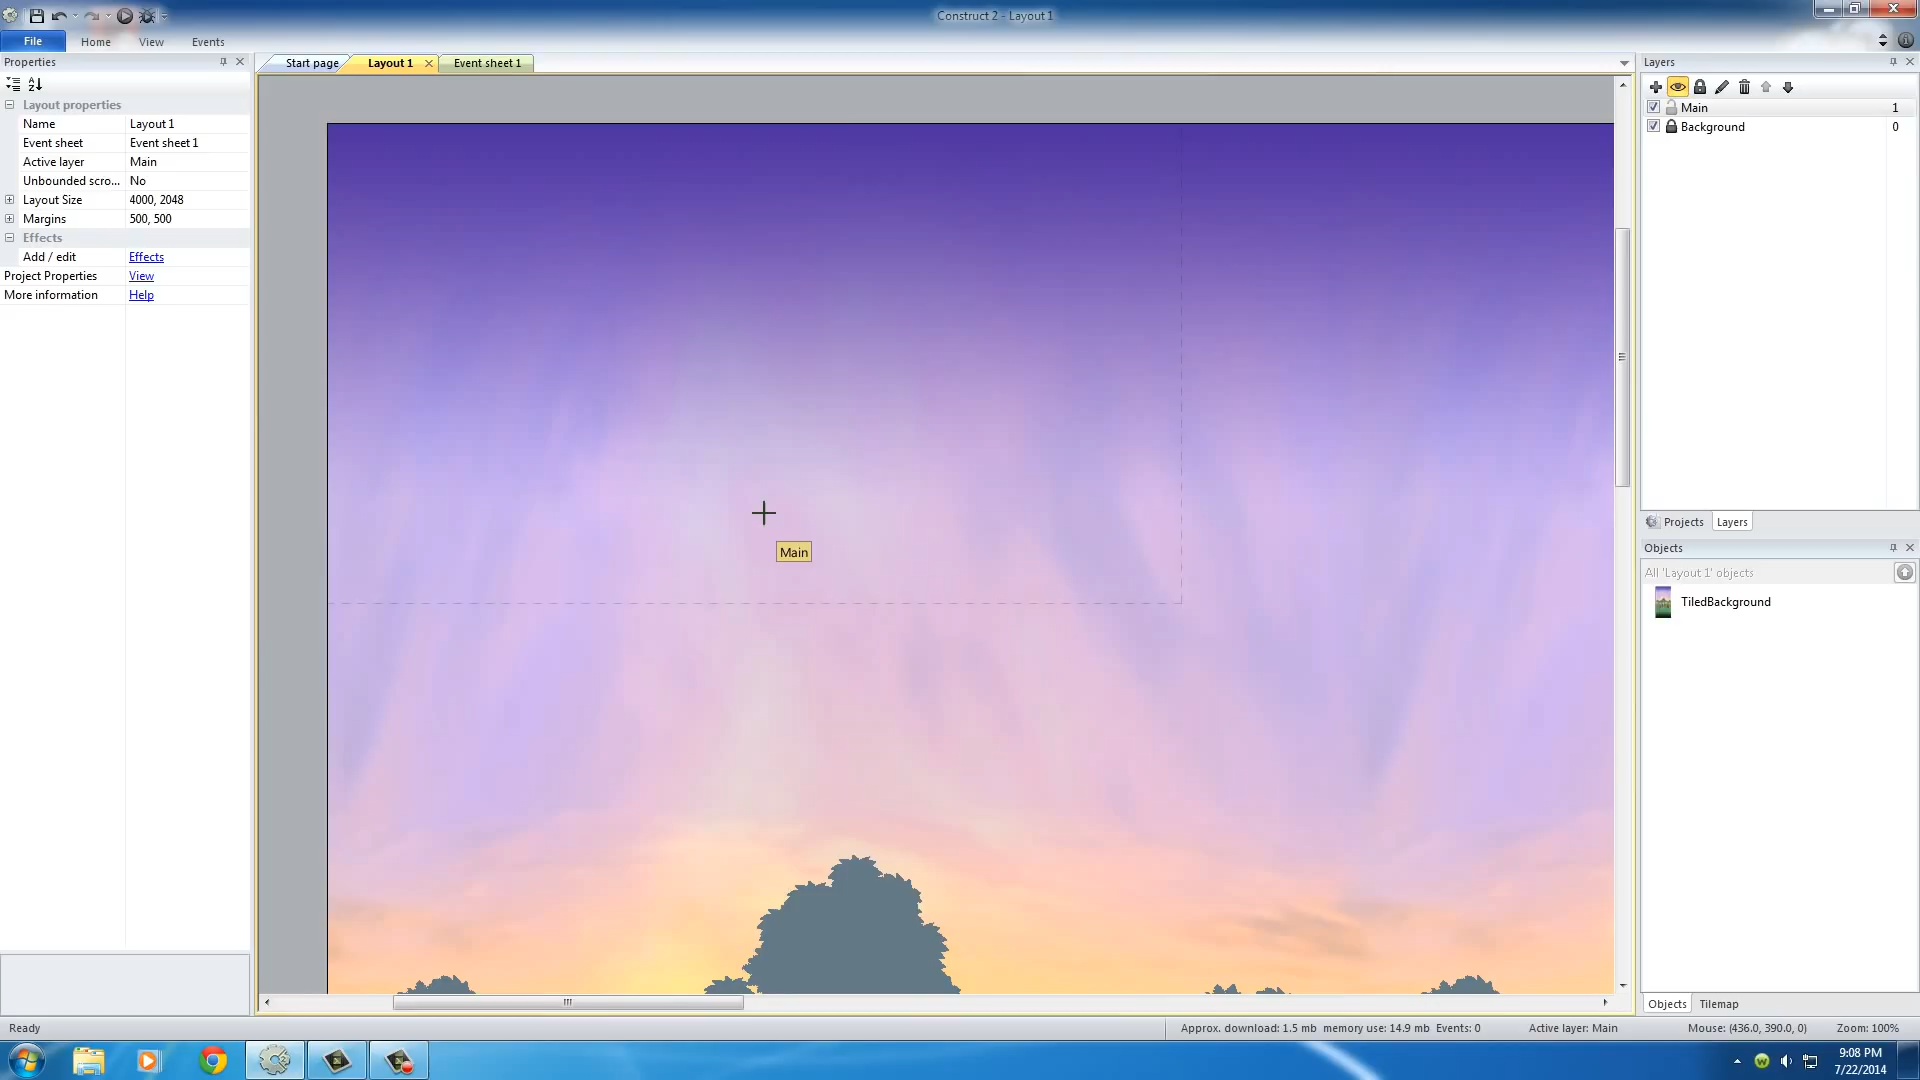 Construct 2 - Layout 1
File Home View Events
Properties
Start page Layout 1 Event sheet 1
Layout properties
Name Layout 1
Event sheet Event sheet 1
Active layer Main
Unbounded scro... No
Layout Size 4000, 2048
Margins 500, 500
Effects
Add / edit Effects
Project Properties View
More information Help
Main
Layers
Main 1
Background 0
Projects Layers
Objects
All 'Layout 1' objects
TiledBackground
Objects Tilemap
Ready
Approx. download: 1.5 mb memory use: 14.9 mb Events: 0
Active layer: Main
Mouse: (436.0, 390.0, 0)
Zoom: 100%
9:08 PM
7/22/2014